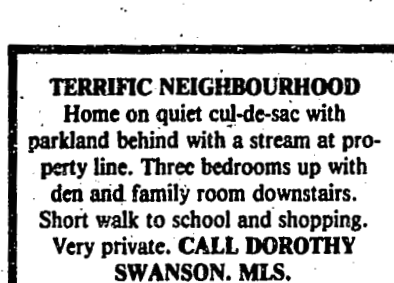 TERRIFIC NEIGHBOURHOOD
Home on quiet cul-de-sac with
parkland behind with a stream at pro-
perty line. Three bedrooms up with
den and family room downstairs.
Short walk to school and shopping.
Very private. CALL DOROTHY
SWANSON. MLS.